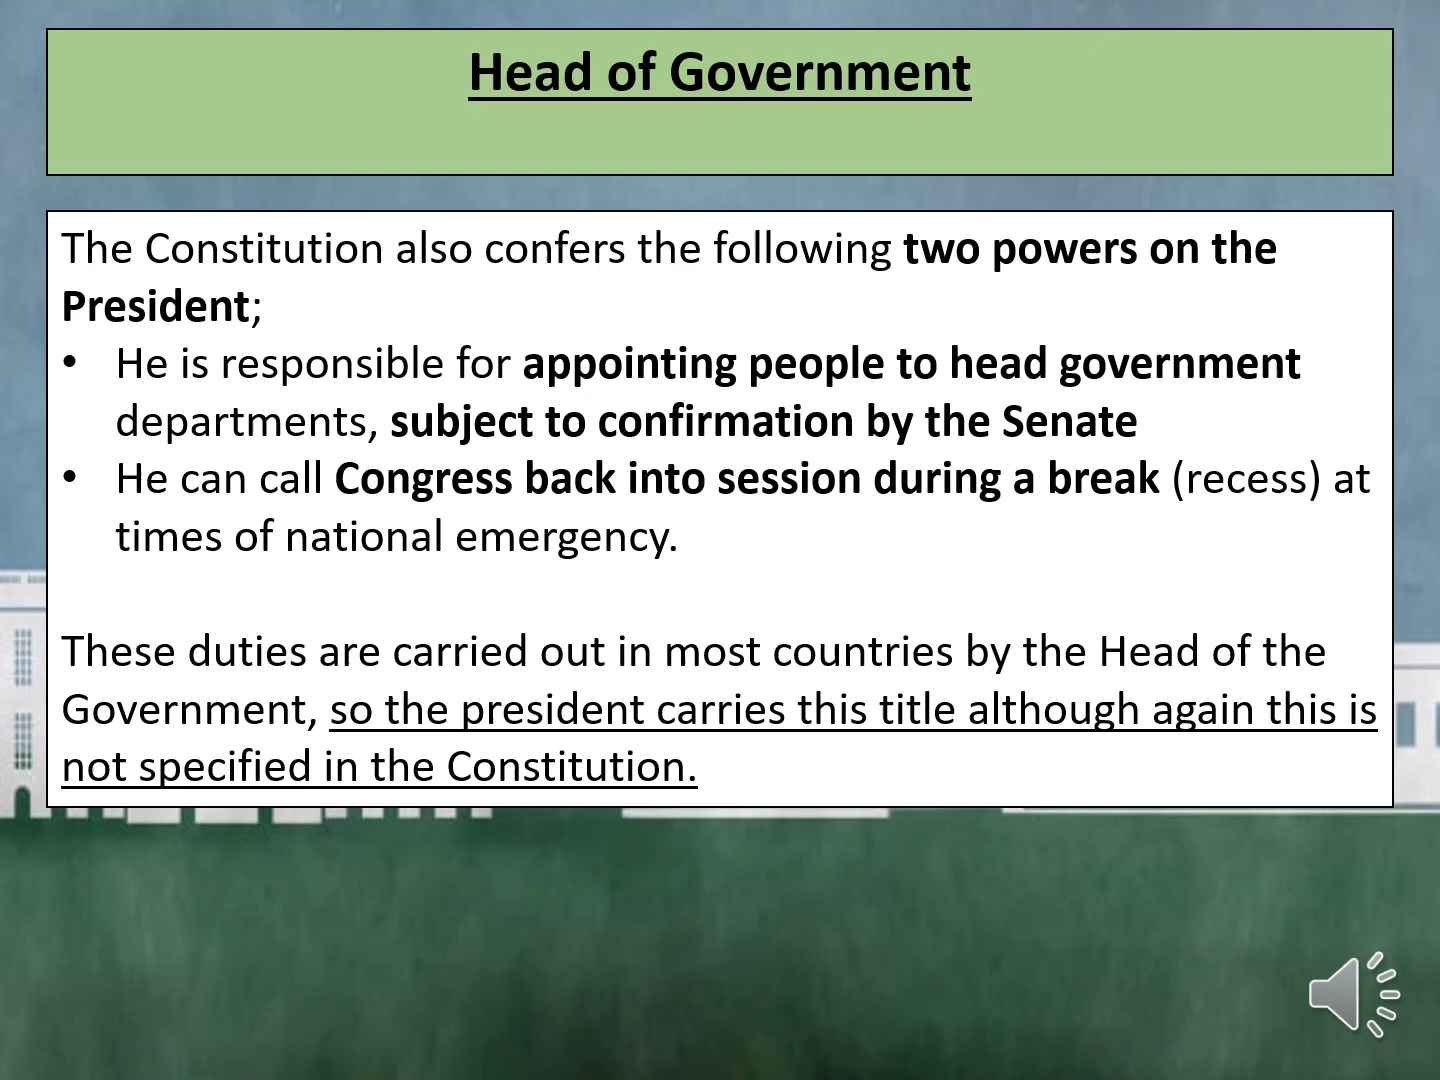 Head of Government
The Constitution also confers the following two powers on the
President;
• He is responsible for appointing people to head government
departments, subject to confirmation by the Senate
• He can call Congress back into session during a break (recess) at
times of national emergency.
These duties are carried out in most countries by the Head of the
Government, so the president carries this title although again this is
not specified in the Constitution.